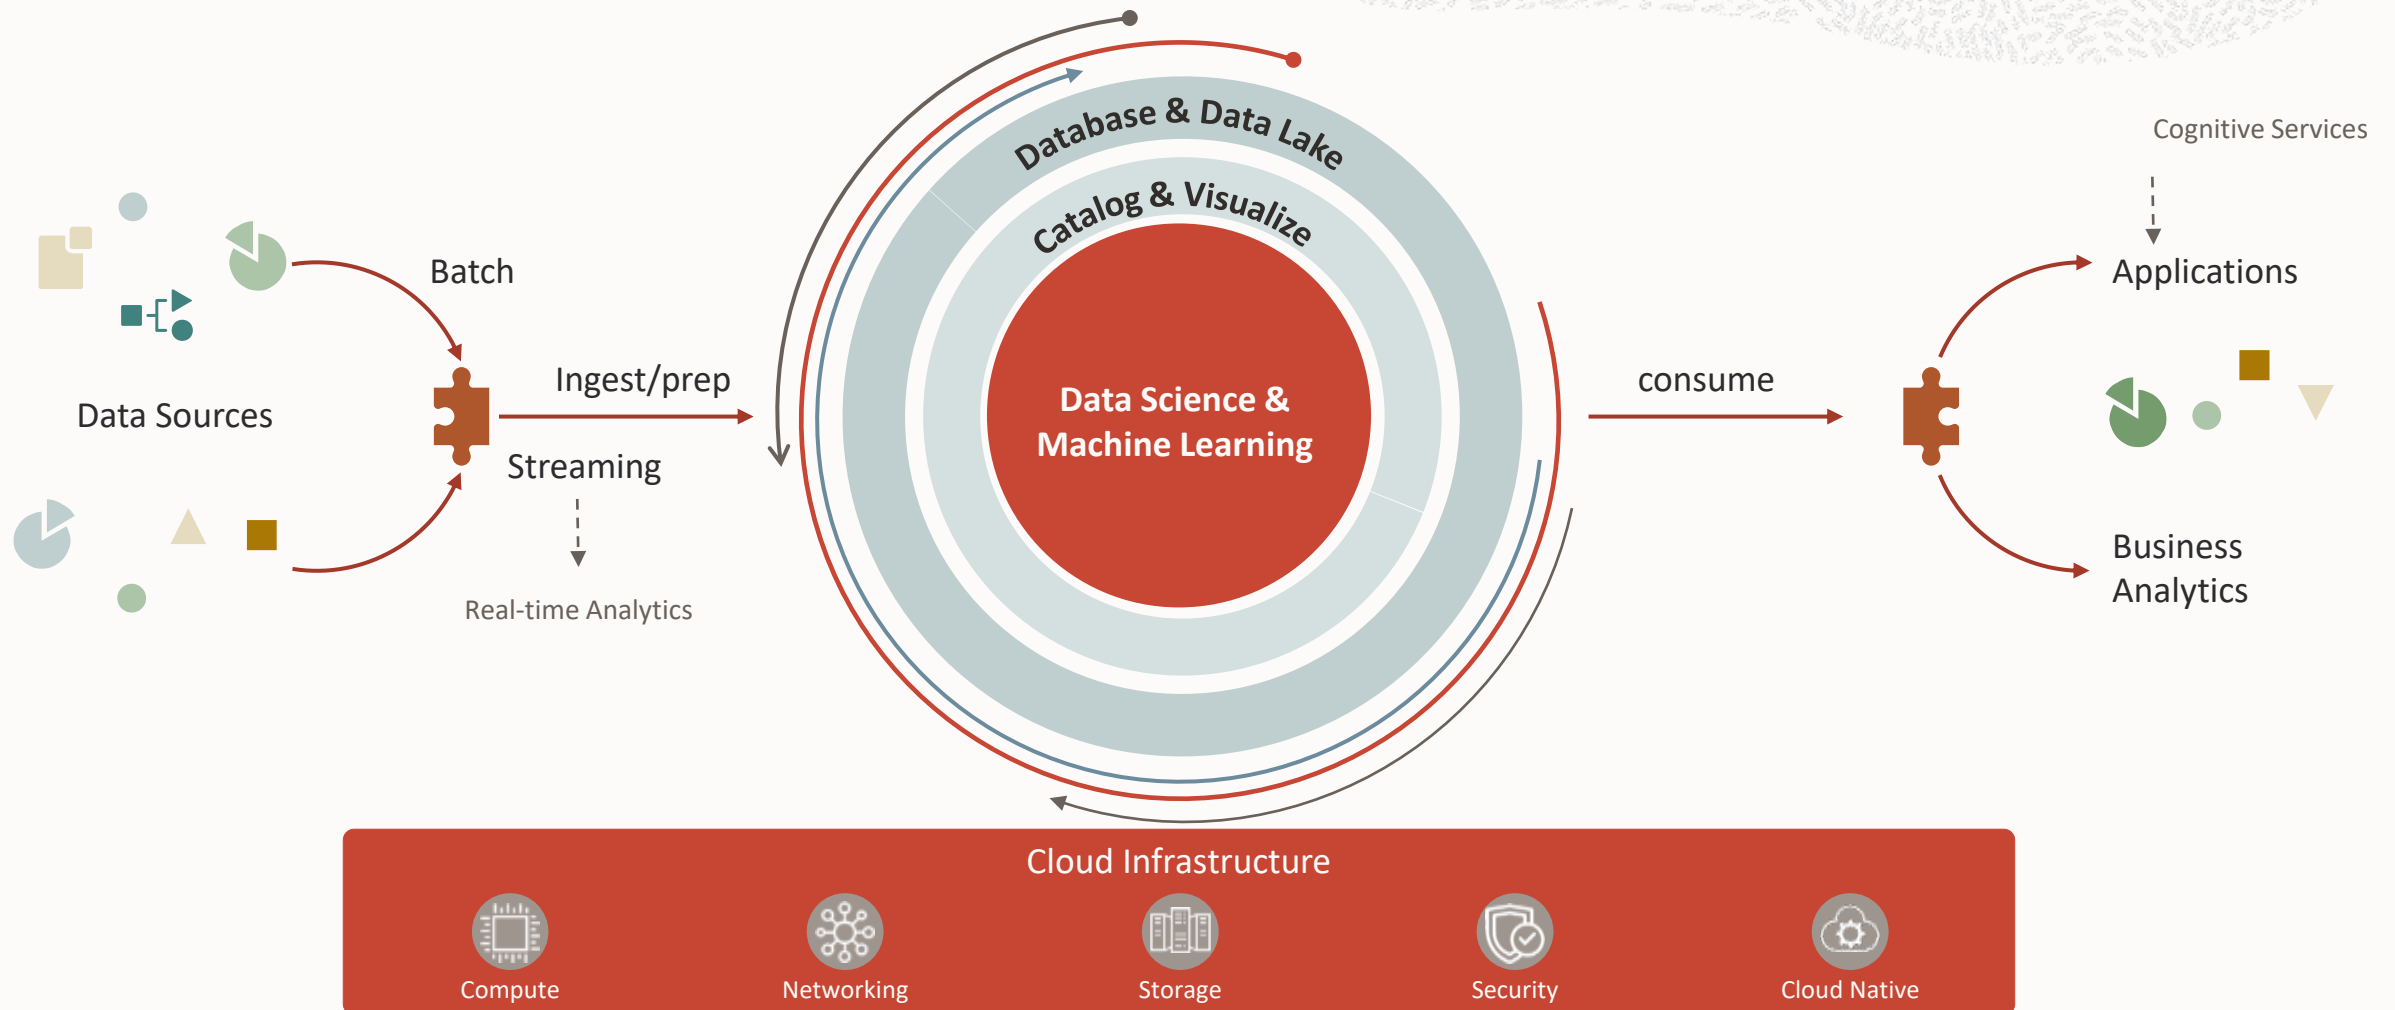 Database & Data Lake
Catalog & Visualize
Data Science &
Machine Learning
Data Sources
Batch
Ingest/prep
Streaming
Real-time Analytics
consume
Cognitive Services
Applications
Business
Analytics
Cloud Infrastructure
Compute
Networking
Storage
Security
Cloud Native